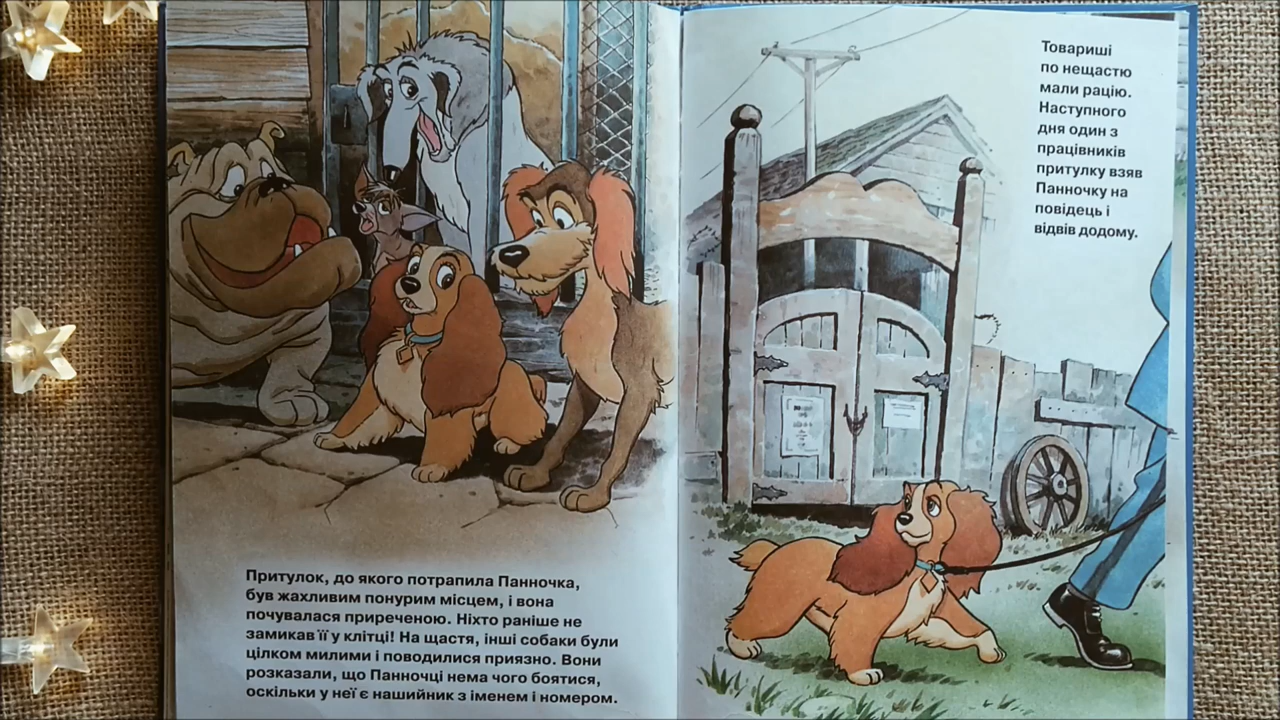 Притулок, до якого потрапила Панночка,
був жахливим понурим місцем, і вона
почувалася приреченою. Ніхто раніше не
замикав її у клітці! На щастя, інші собаки були
цілком милими і поводилися приязно. Вони
розказали, що Панночці нема чого боятися,
оскільки у неї є нашийник з іменем і номером.
Товариші
по нещастю
мали рацію.
Наступного
дня один з
працівників
притулку взяв
Панночку на
повідець і
відвів додому.